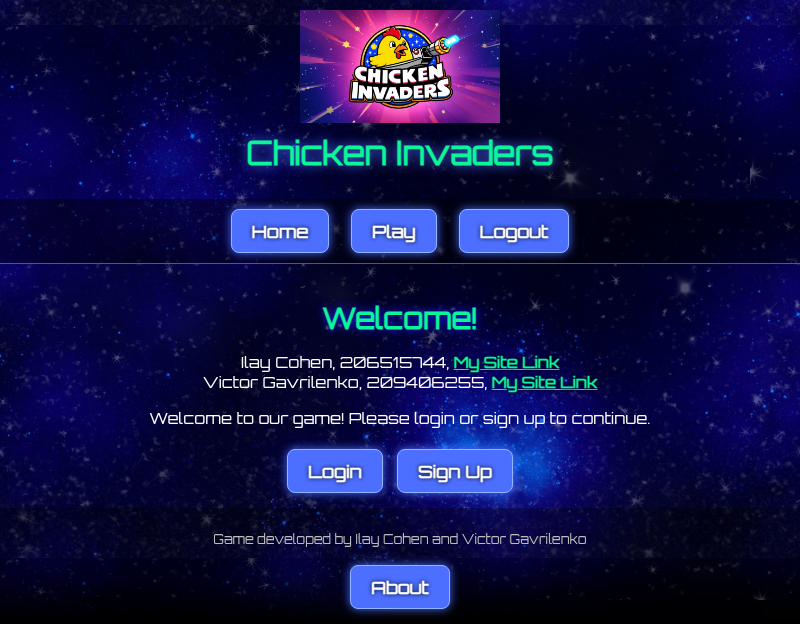 CHICKEN
INVADERS
Chicken Invaders
Home Play Logout
Welcome!
Ilay Cohen, 206515744, My Site Link
Victor Gavrilenko, 209406255, My Site Link
Welcome to our game! Please login or sign up to continue.
Login Sign Up
Game developed by Ilay Cohen and Victor Gavrilenko
About